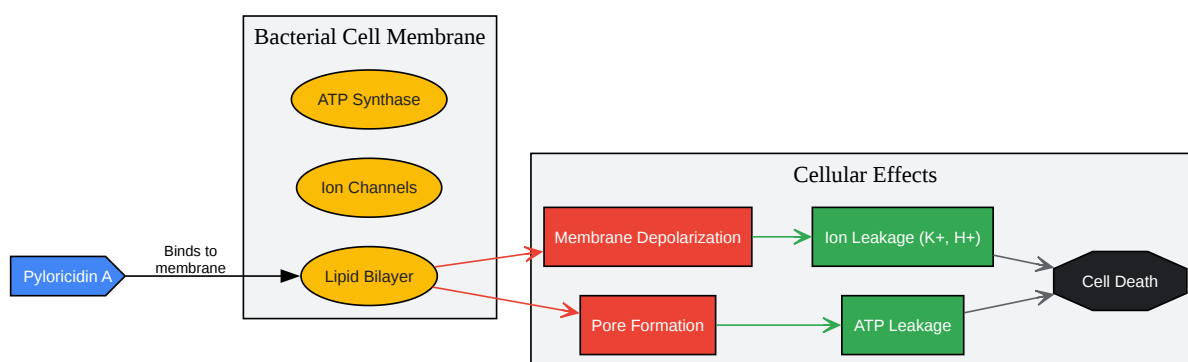 Bacterial Cell Membrane
ATP Synthase
Ion Channels
Lipid Bilayer
Pyloricidin A
Binds to
membrane
Cellular Effects
Membrane Depolarization
Ion Leakage (K+, H+)
Pore Formation
ATP Leakage
Cell Death